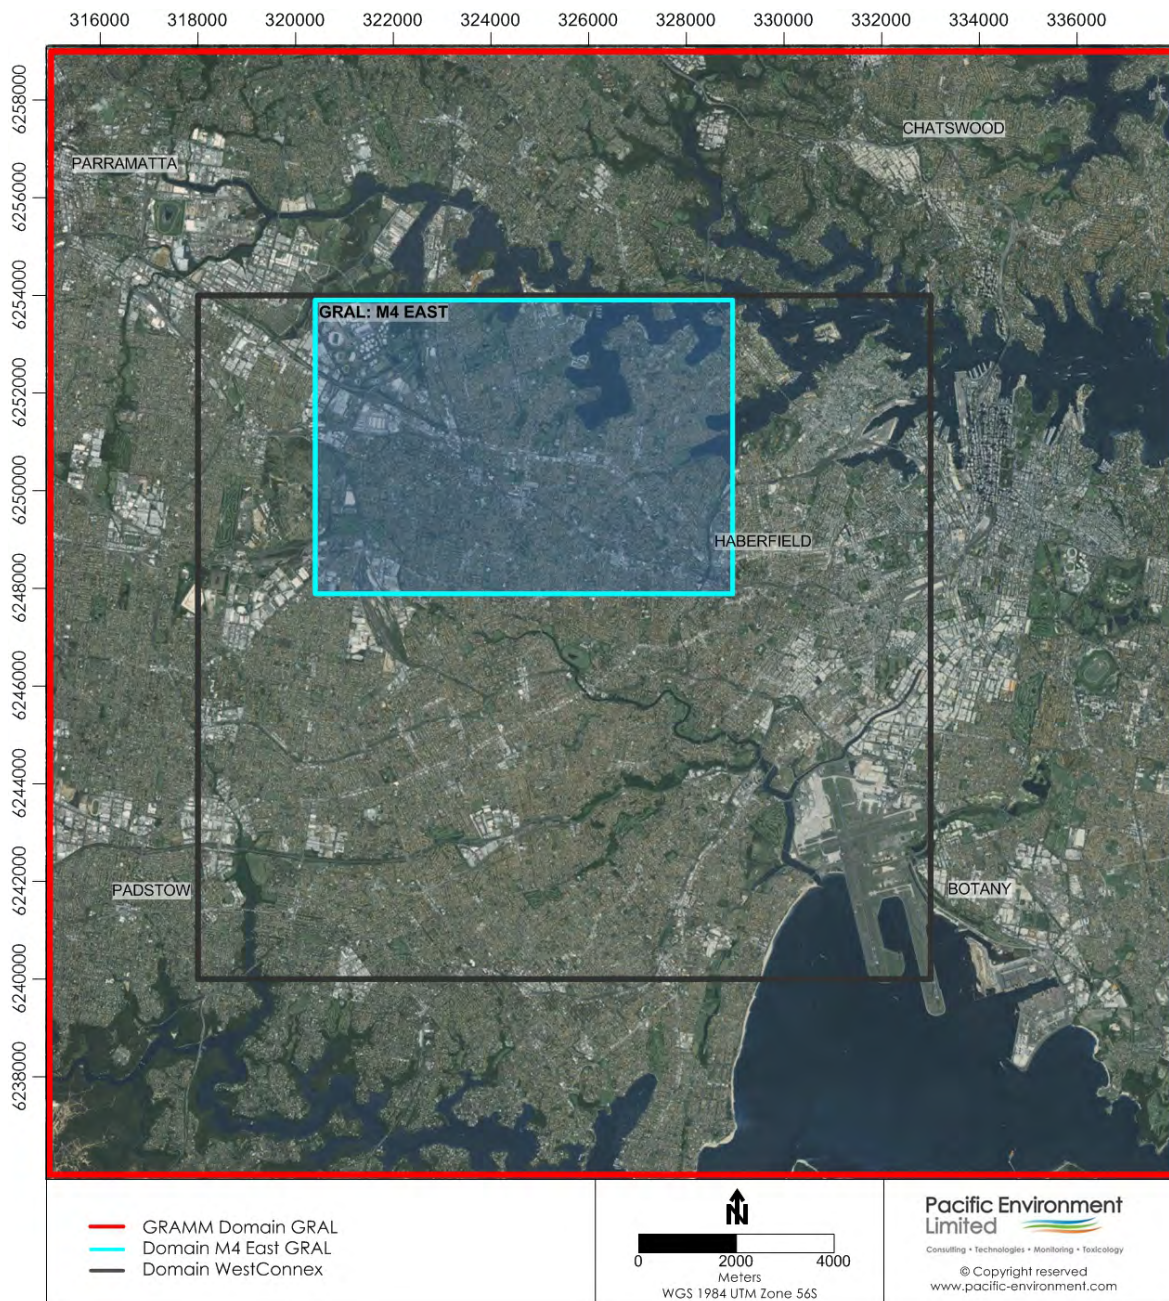 316000 318000 320000 322000 324000 326000 328000 330000 332000 334000 336000
6258000
6256000
6254000
6252000
6250000
6248000
6246000
6244000
6242000
6240000
6238000
CHATSWOOD
PARRAMATTA
GRAL: M4 EAST
HABERFIELD
PADSTOW
BOTANY
GRAMM Domain GRAL
Domain M4 East GRAL
Domain WestConnex
N
0 2000 4000
Meters
WGS 1984 UTM Zone 56S
Pacific Environment
Limited
Consulting • Technologies • Monitoring • Toxicology
© Copyright reserved
www.pacific-environment.com